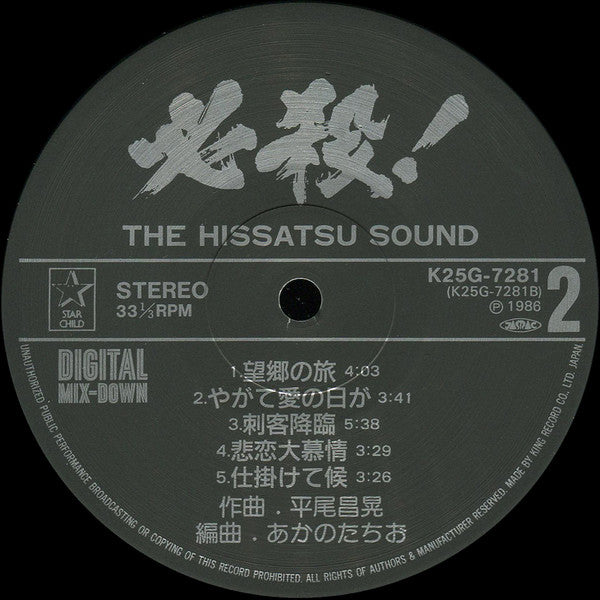 必殺!
THE HISSATSU SOUND
STAR
CHILD
STEREO
33 1/3 RPM
K25G-7281
(K25G-7281B)
Ⓟ 1986
JASRAC
2
DIGITAL
MIX-DOWN
1.望郷の旅 4:03
2.やがて愛の日が 3:41
3.刺客降臨 5:38
4.悲恋大慕情 3:29
5.仕掛けて候 3:26
作曲.平尾昌晃
編曲.あかのたちお
UNAUTHORIZED PUBLIC PERFORMANCE BROADCASTING OR COPYING OF THIS RECORD PROHIBITED. ALL RIGHTS OF AUTHORS & MANUFACTURER RESERVED. MADE BY KING RECORD CO. LTD. JAPAN.